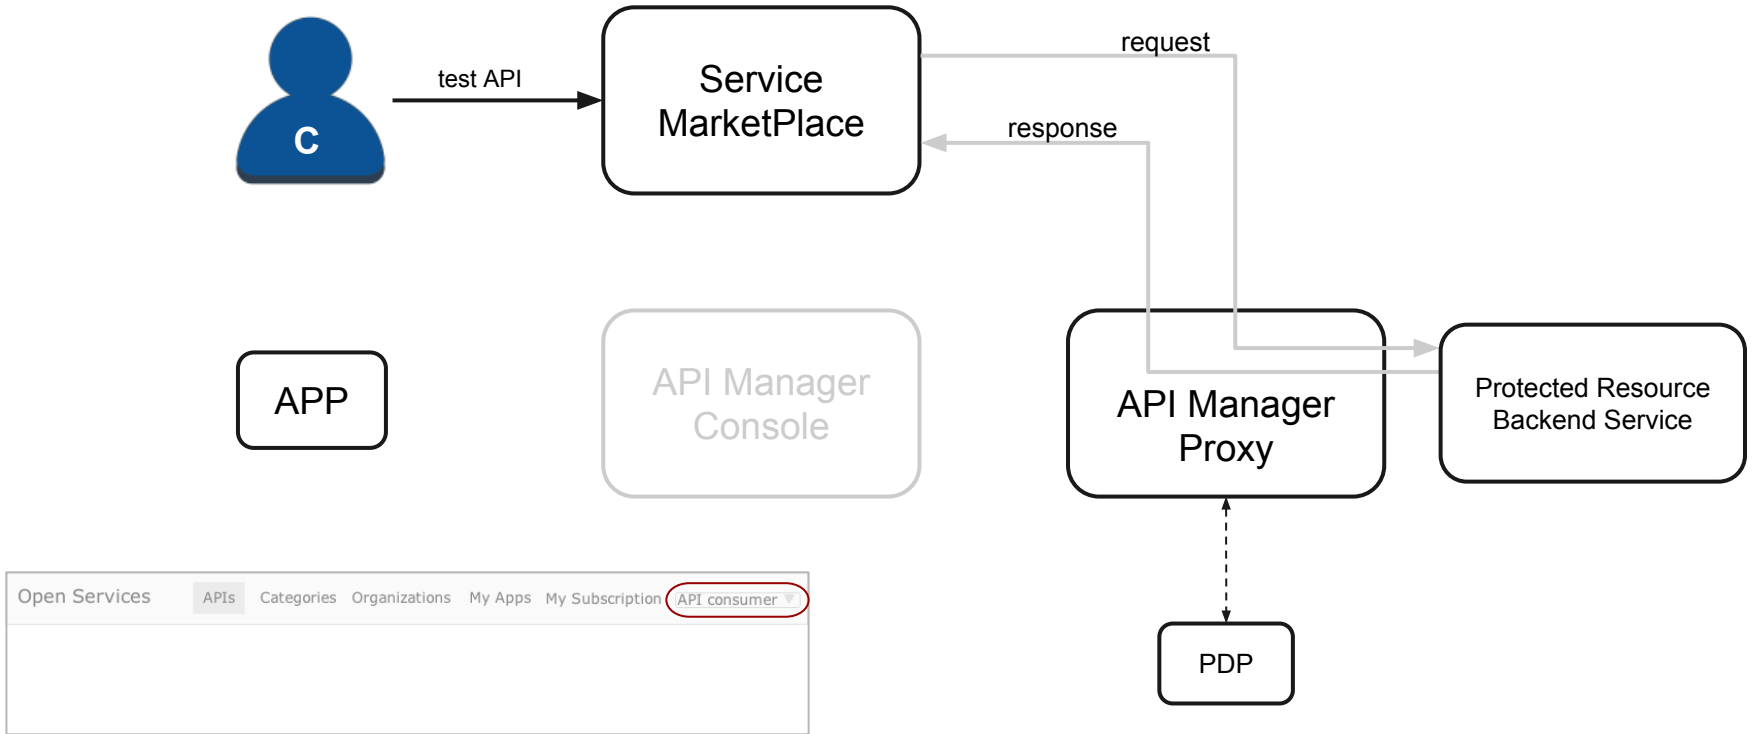 request
test API
Service
MarketPlace
response
C
API Manager
Console
APP
API Manager
Proxy
Protected Resource
Backend Service
Open Services APIs Categories Organizations My Apps My Subscription API consumer
PDP